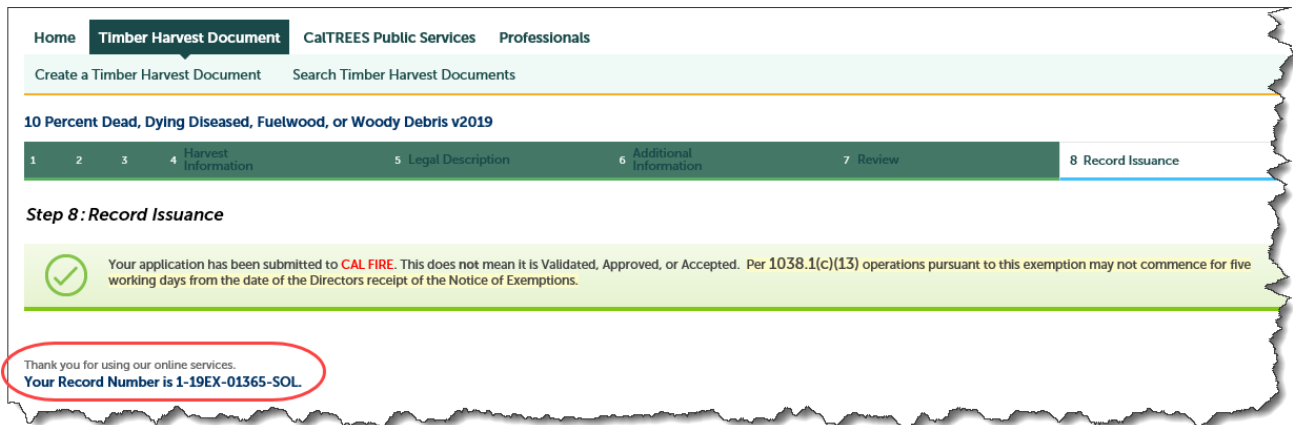 Home Timber Harvest Document CalTREES Public Services Professionals
Create a Timber Harvest Document Search Timber Harvest Documents
10 Percent Dead, Dying Diseased, Fuelwood, or Woody Debris v2019
1 2 3 4 Harvest Information 5 Legal Description 6 Additional Information 7 Review 8 Record Issuance
Step 8: Record Issuance
Your application has been submitted to CAL FIRE. This does not mean it is Validated, Approved, or Accepted. Per 1038.1(c)(13) operations pursuant to this exemption may not commence for five
working days from the date of the Directors receipt of the Notice of Exemptions.
Thank you for using our online services.
Your Record Number is 1-19EX-01365-SOL.